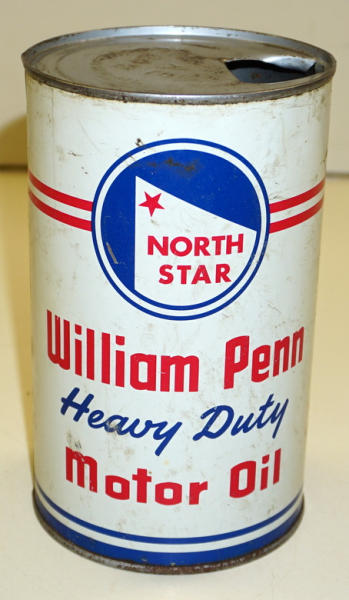 NORTH
STAR
William Penn
Heavy Duty
Motor Oil